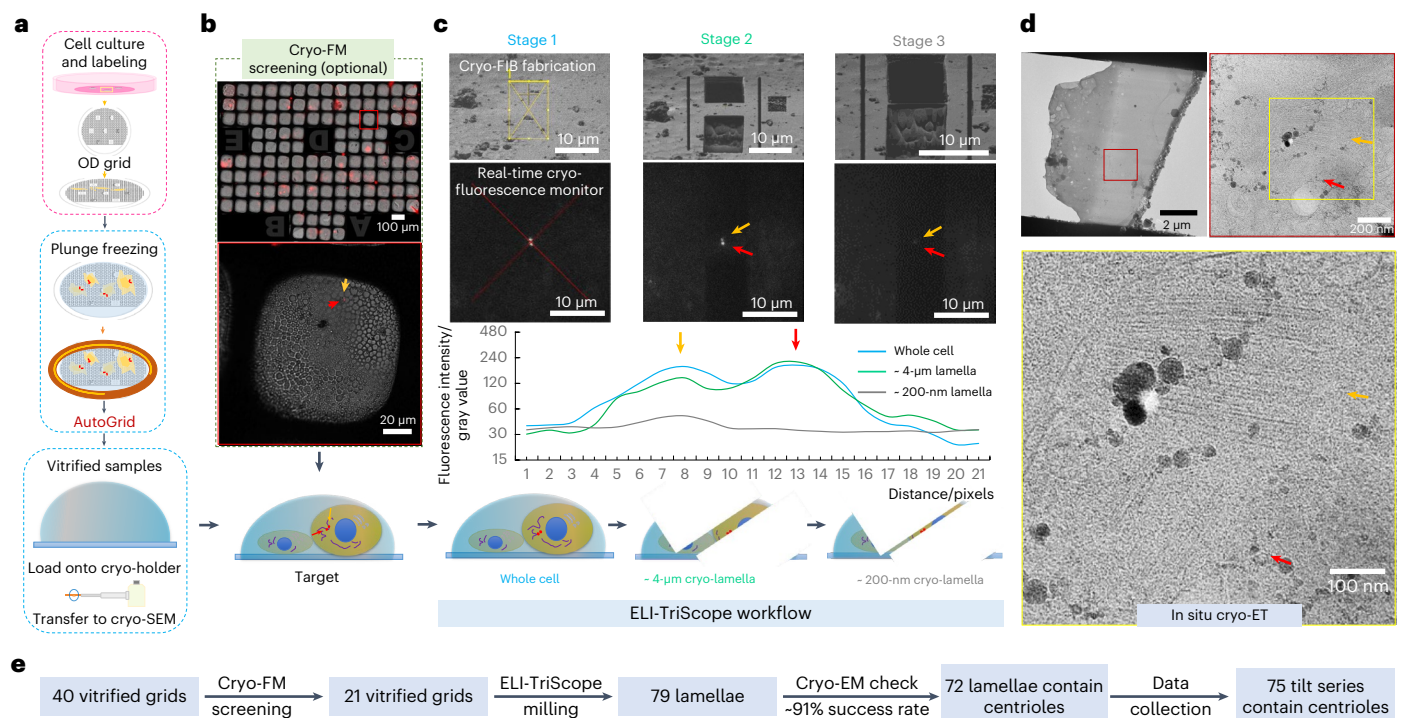 a
Cell culture
and labeling
OD grid
Plunge freezing
AutoGrid
Vitrified samples
Load onto cryo-holder
Transfer to cryo-SEM
b
Cryo-FM
screening (optional)
E
D
C
B
A
100 µm
20 µm
Target
c
Stage 1
Stage 2
Stage 3
Cryo-FIB fabrication
10 µm
10 µm
10 µm
Real-time cryo-
fluorescence monitor
10 µm
10 µm
10 µm
Fluorescence intensity/
gray value
480
240
120
60
30
15
Whole cell
~ 4-µm lamella
~ 200-nm lamella
1 2 3 4 5 6 7 8 9 10 11 12 13 14 15 16 17 18 19 20 21
Distance/pixels
Whole cell
~ 4-µm cryo-lamella
~ 200-nm cryo-lamella
ELI-TriScope workflow
d
2 µm
200 nm
100 nm
In situ cryo-ET
e
40 vitrified grids
Cryo-FM
screening
21 vitrified grids
ELI-TriScope
milling
79 lamellae
Cryo-EM check
~91% success rate
72 lamellae contain
centrioles
Data
collection
75 tilt series
contain centrioles